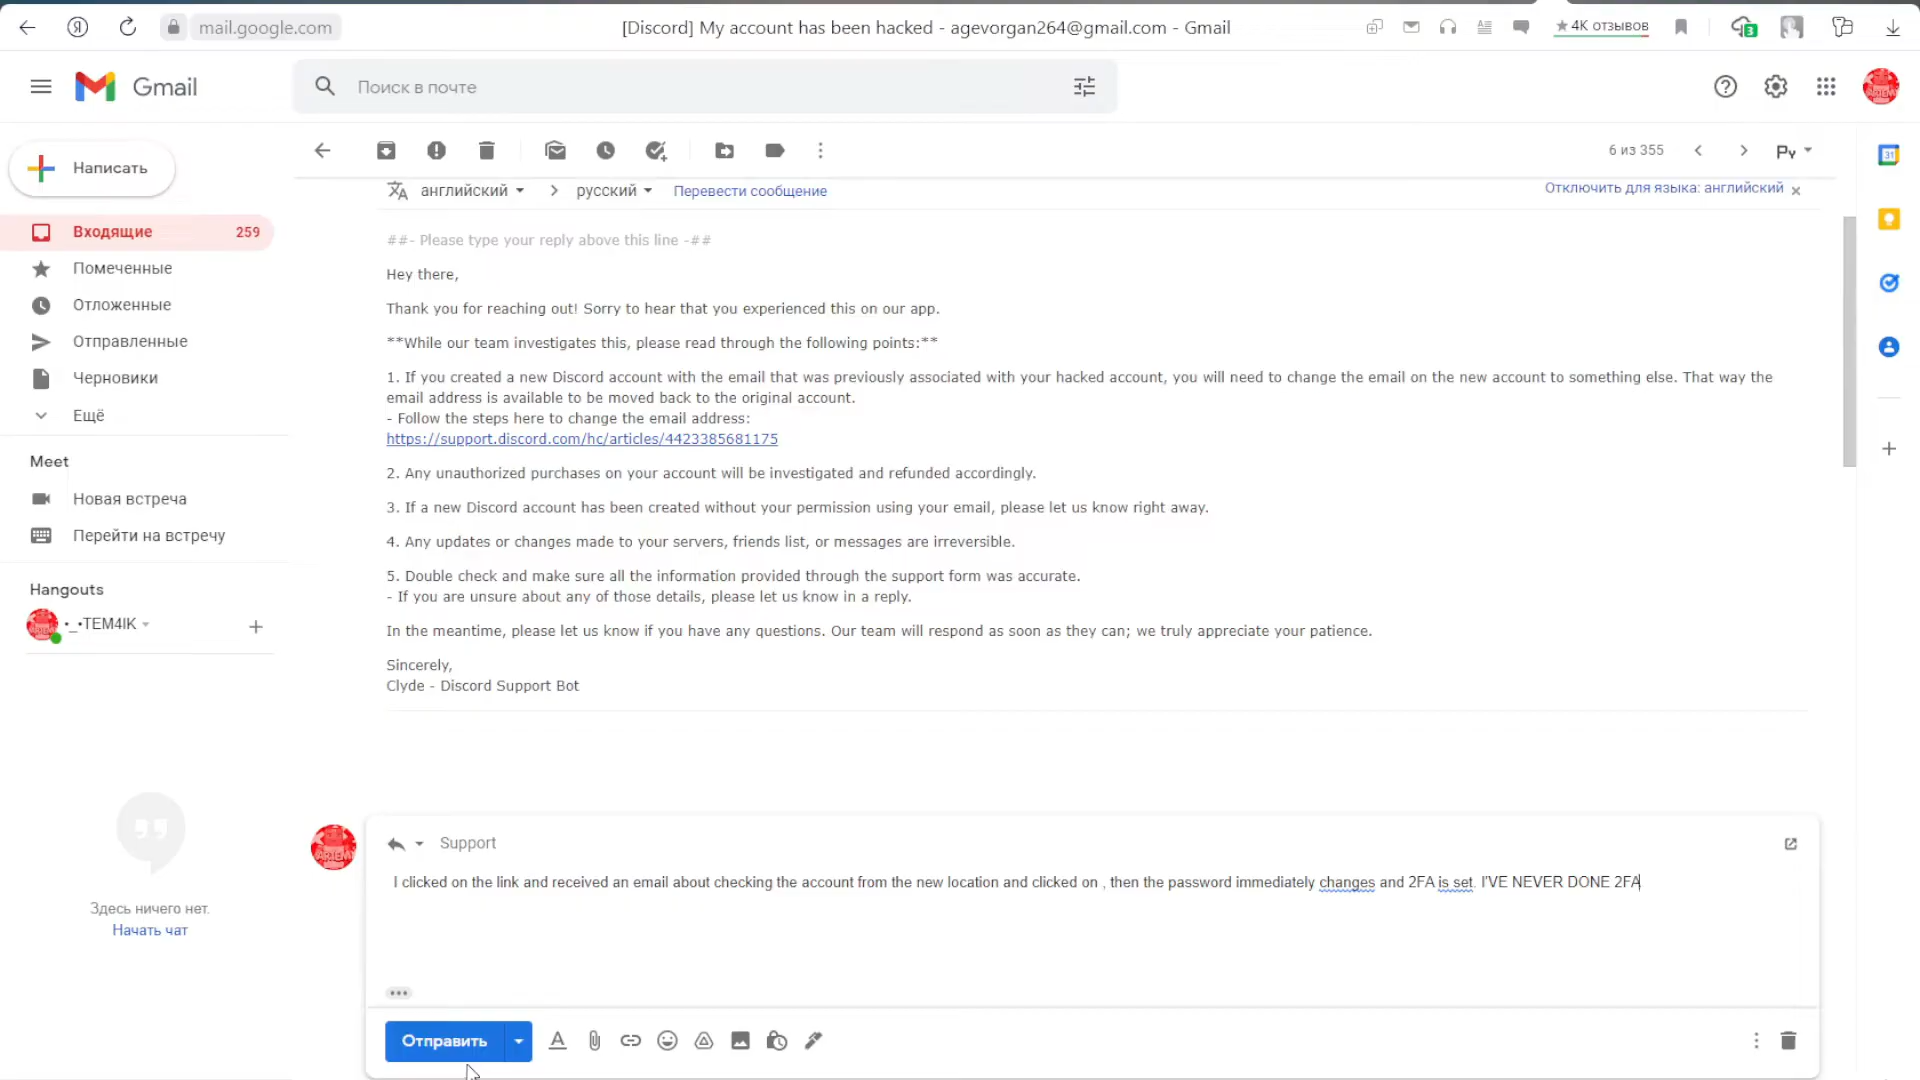 mail.google.com
[Discord] My account has been hacked - agevorgan264@gmail.com - Gmail
★ 4K отзывов
3
Gmail
Поиск в почте
Написать
6 из 355
Ру
английский
русский
Перевести сообщение
Отключить для языка: английский
Входящие
259
Помеченные
Отложенные
Отправленные
Черновики
Ещё
Meet
Новая встреча
Перейти на встречу
Hangouts
•_•TEM4IK
Здесь ничего нет.
Начать чат
##- Please type your reply above this line -##
Hey there,
Thank you for reaching out! Sorry to hear that you experienced this on our app.
**While our team investigates this, please read through the following points:**
1. If you created a new Discord account with the email that was previously associated with your hacked account, you will need to change the email on the new account to something else. That way the
email address is available to be moved back to the original account.
- Follow the steps here to change the email address:
https://support.discord.com/hc/articles/4423385681175
2. Any unauthorized purchases on your account will be investigated and refunded accordingly.
3. If a new Discord account has been created without your permission using your email, please let us know right away.
4. Any updates or changes made to your servers, friends list, or messages are irreversible.
5. Double check and make sure all the information provided through the support form was accurate.
- If you are unsure about any of those details, please let us know in a reply.
In the meantime, please let us know if you have any questions. Our team will respond as soon as they can; we truly appreciate your patience.
Sincerely,
Clyde - Discord Support Bot
Support
I clicked on the link and received an email about checking the account from the new location and clicked on , then the password immediately changes and 2FA is set. I'VE NEVER DONE 2FA
Отправить
31